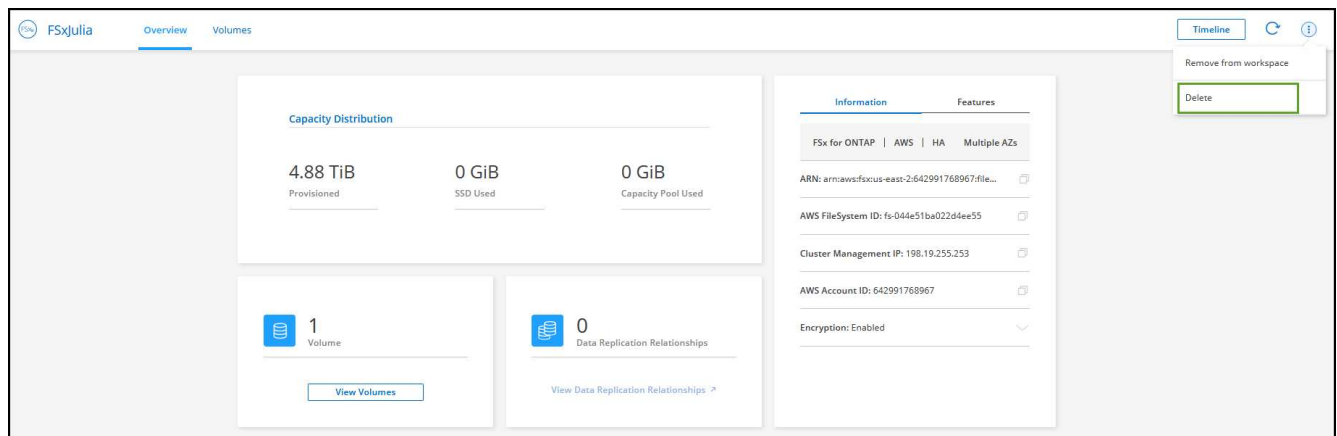 FSxN FSxJulia Overview Volumes Timeline
Remove from workspace
Delete
Capacity Distribution
4.88 TiB 0 GiB 0 GiB
Provisioned SSD Used Capacity Pool Used
1
Volume
View Volumes
0
Data Replication Relationships
View Data Replication Relationships
Information Features
FSx for ONTAP | AWS | HA Multiple AZs
ARN: arn:aws:fsx:us-east-2:642991768967:file...
AWS FileSystem ID: fs-044e51ba022d4ee55
Cluster Management IP: 198.19.255.253
AWS Account ID: 642991768967
Encryption: Enabled